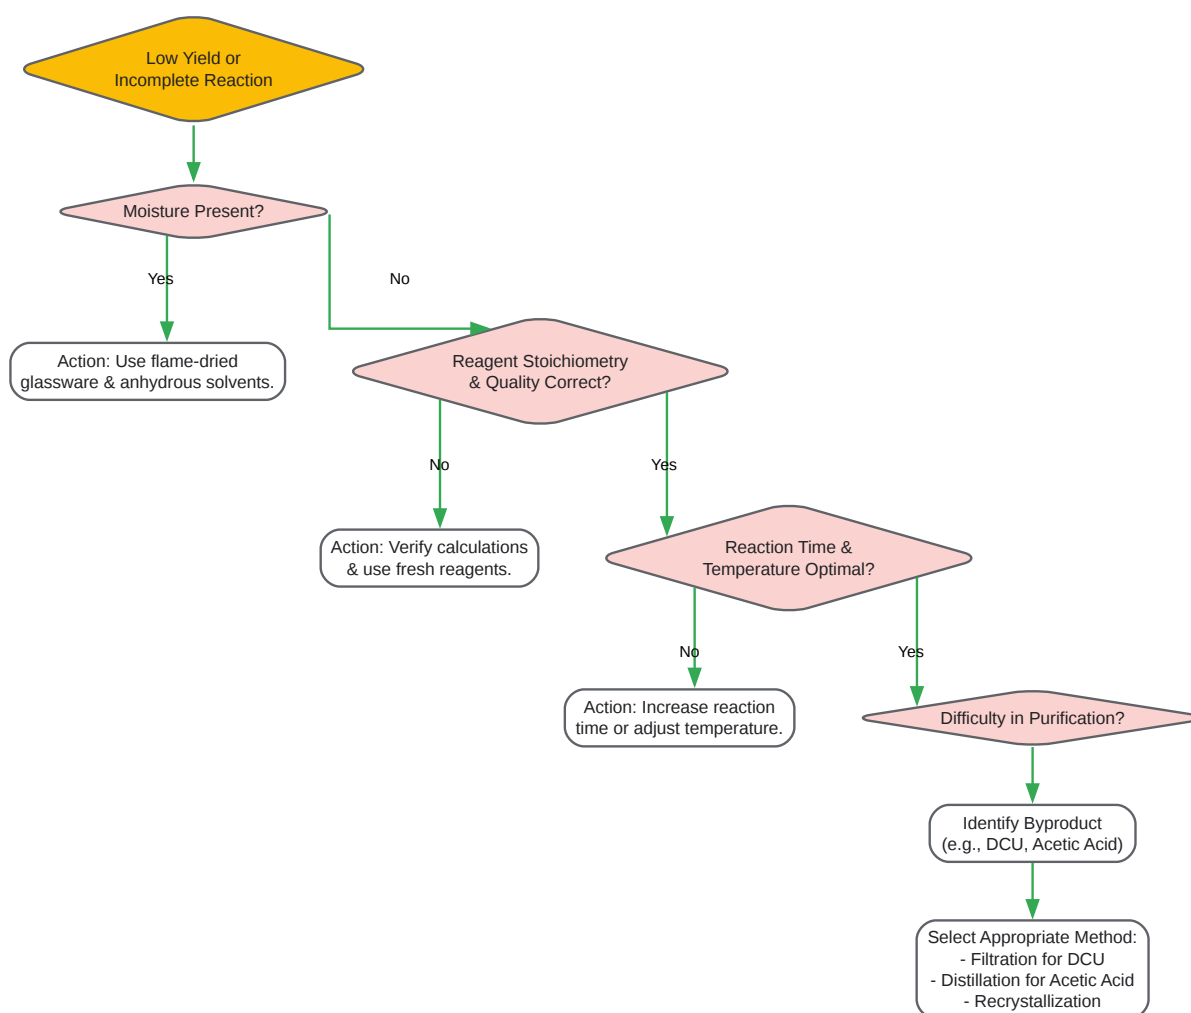 Low Yield or
Incomplete Reaction
Moisture Present?
Yes
No
Action: Use flame-dried
glassware & anhydrous solvents.
Reagent Stoichiometry
& Quality Correct?
No
Yes
Action: Verify calculations
& use fresh reagents.
Reaction Time &
Temperature Optimal?
No
Yes
Action: Increase reaction
time or adjust temperature.
Difficulty in Purification?
Identify Byproduct
(e.g., DCU, Acetic Acid)
Select Appropriate Method:
- Filtration for DCU
- Distillation for Acetic Acid
- Recrystallization